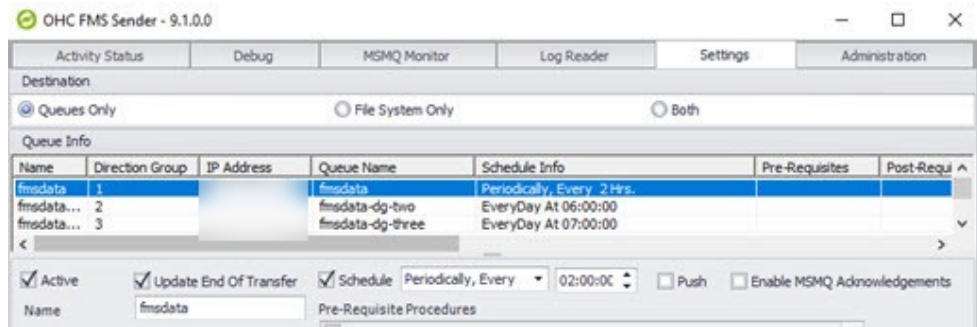 OHC FMS Sender - 9.1.0.0
Activity Status Debug MSMQ Monitor Log Reader Settings Administration
Destination
Queues Only File System Only Both
Queue Info
Name Direction Group IP Address Queue Name Schedule Info Pre-Requisites Post-Requi
fmsdata 1 fmsdata Periodically, Every 2 Hrs.
fmsdata... 2 fmsdata-dg-two EveryDay At 06:00:00
fmsdata... 3 fmsdata-dg-three EveryDay At 07:00:00
Active Update End Of Transfer Schedule Periodically, Every 02:00:0 Push Enable MSMQ Acknowledgements
Name fmsdata Pre-Requisite Procedures